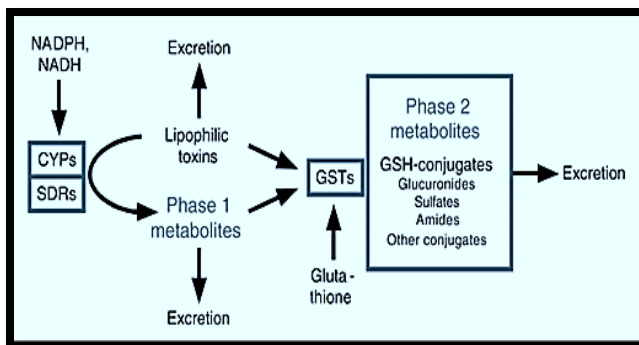 NADPH,
NADH
CYPs
SDRs
Excretion
Lipophilic
toxins
Phase 1
metabolites
Excretion
GSTs
Gluta -
thione
Phase 2
metabolites
GSH-conjugates
Glucuronides
Sulfates
Amides
Other conjugates
Excretion